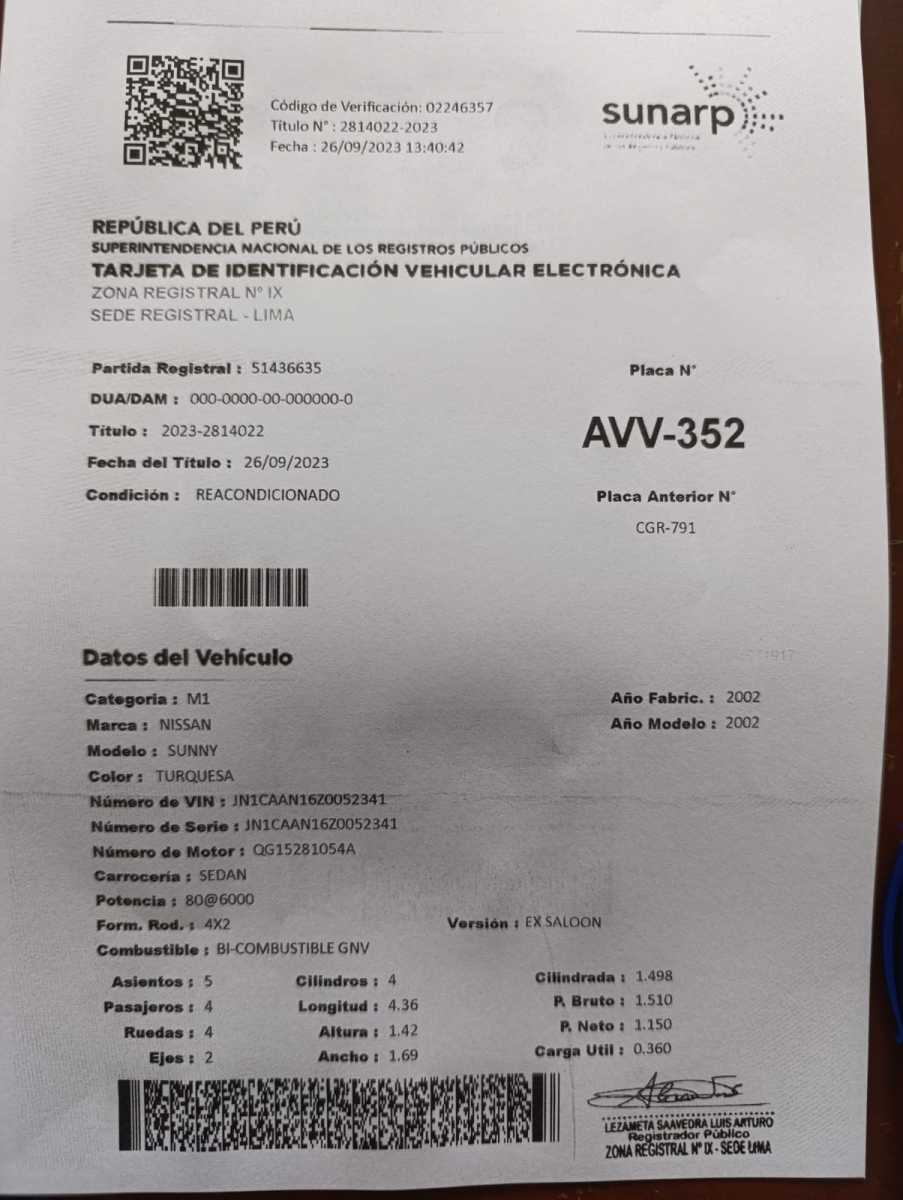 Código de Verificación: 02246357
Título N° : 2814022-2023
Fecha : 26/09/2023 13:40:42
sunarp
REPÚBLICA DEL PERÚ
SUPERINTENDENCIA NACIONAL DE LOS REGISTROS PÚBLICOS
TARJETA DE IDENTIFICACIÓN VEHICULAR ELECTRÓNICA
ZONA REGISTRAL N° IX
SEDE REGISTRAL - LIMA
Partida Registral : 51436635
DUA/DAM : 000-0000-00-000000-0
Título : 2023-2814022
Fecha del Título : 26/09/2023
Condición : REACONDICIONADO
Placa N°
AVV-352
Placa Anterior N°
CGR-791
Datos del Vehículo
Categoria : M1
Marca : NISSAN
Modelo : SUNNY
Color : TURQUESA
Número de VIN : JN1CAAN16Z0052341
Número de Serie : JN1CAAN16Z0052341
Número de Motor : QG15281054A
Carrocería : SEDAN
Potencia : 80@6000
Form. Rod. : 4X2
Combustible : BI-COMBUSTIBLE GNV
Año Fabric. : 2002
Año Modelo : 2002
Versión : EX SALOON
Asientos : 5 Cilindros : 4 Cilindrada : 1.498
Pasajeros : 4 Longitud : 4.36 P. Bruto : 1.510
Ruedas : 4 Altura : 1.42 P. Neto : 1.150
Ejes : 2 Ancho : 1.69 Carga Util : 0.360
LEZAMETA SAAVEDRA LUIS ARTURO
Registrador Público
ZONA REGISTRAL N° IX - SEDE LIMA